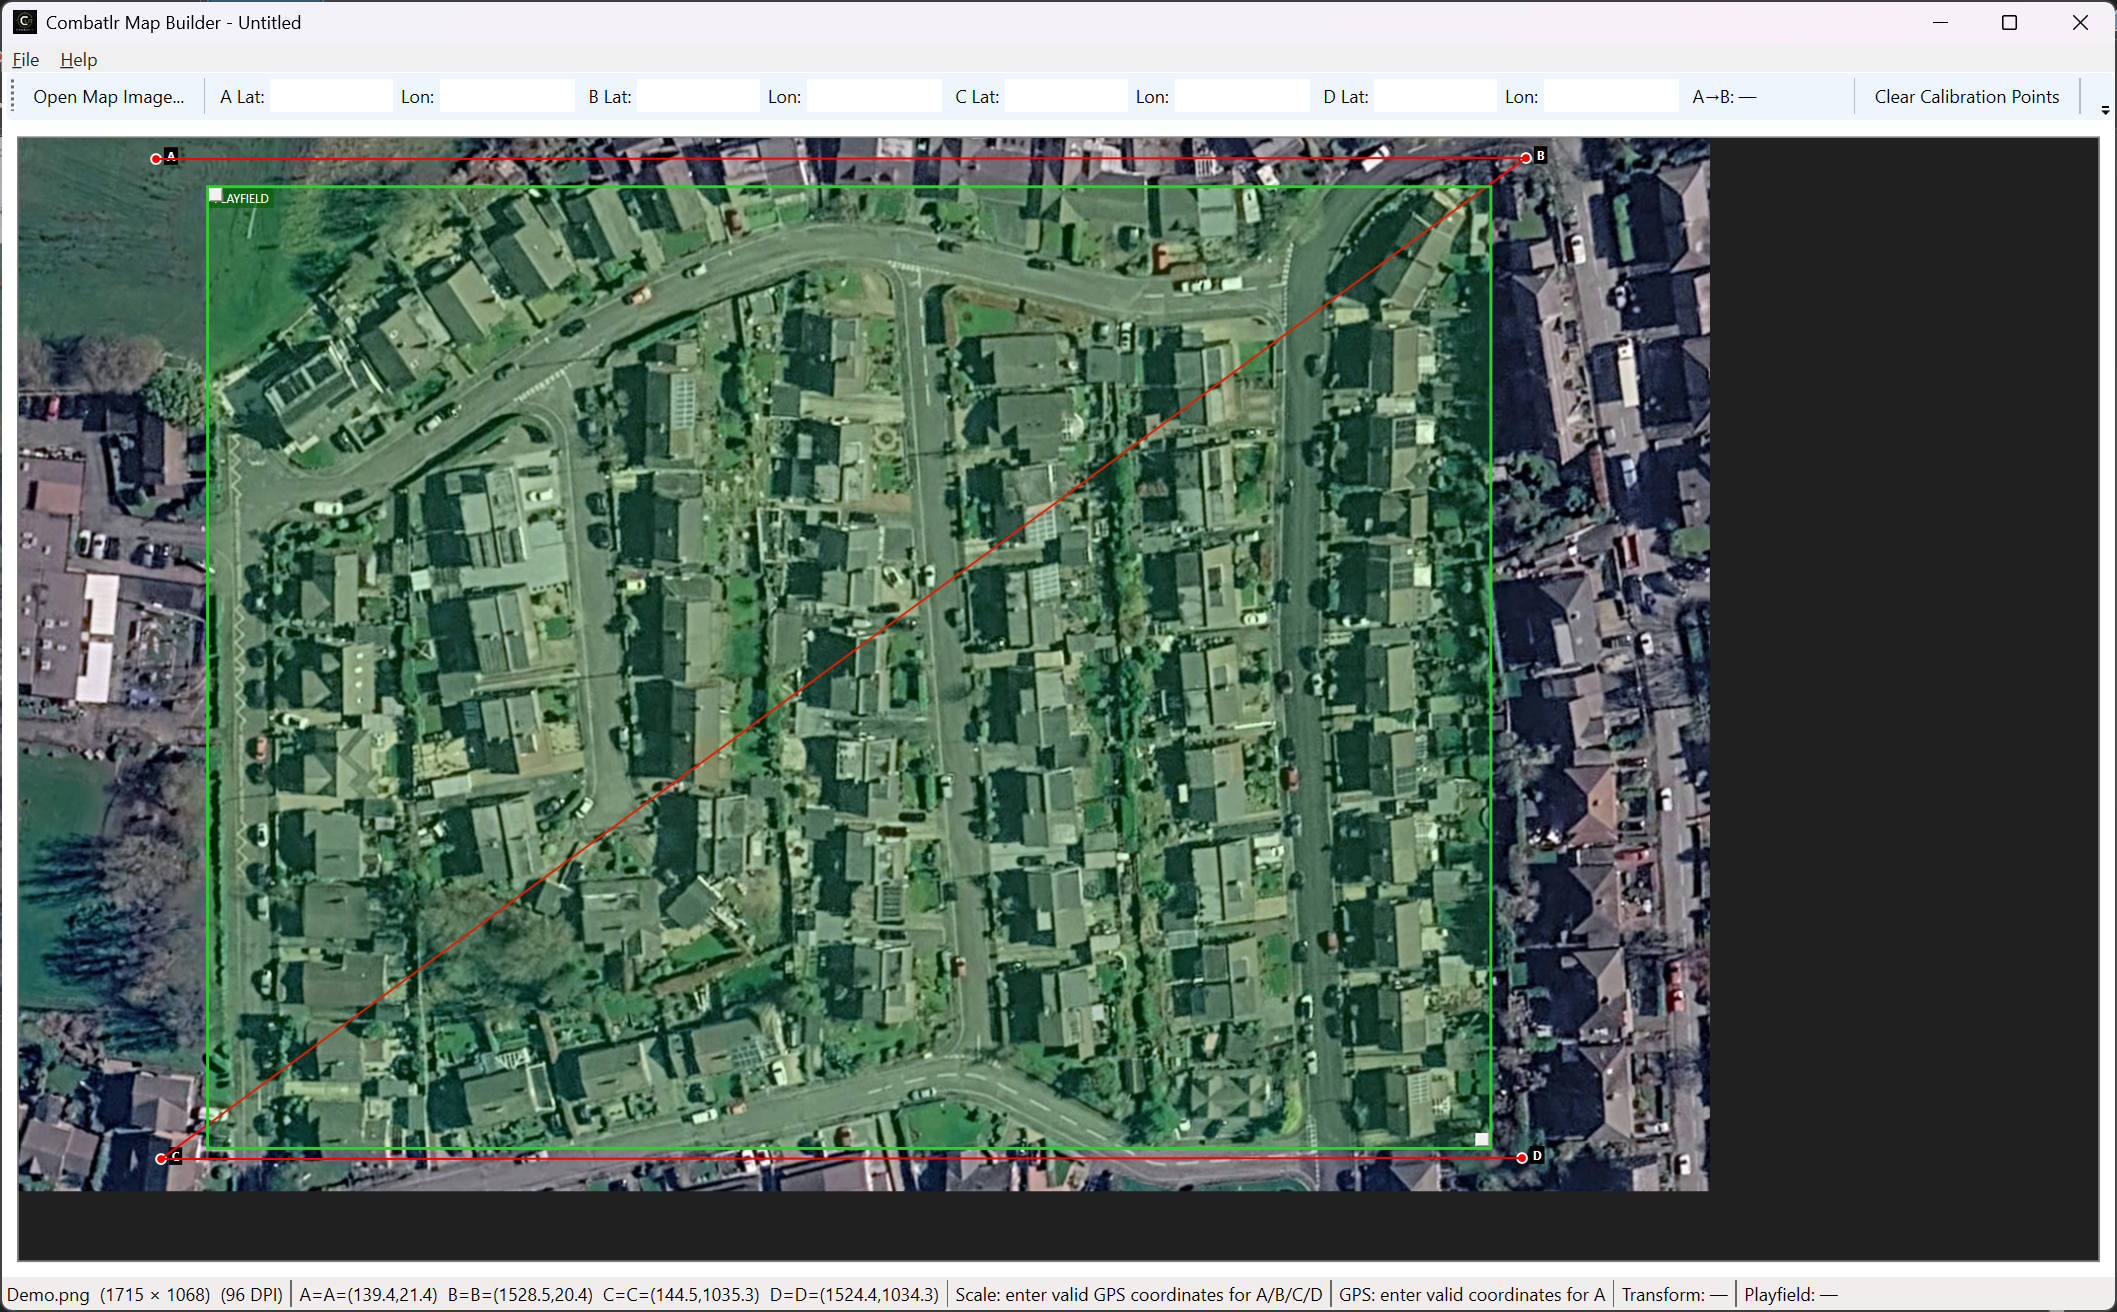 Combatlr Map Builder - Untitled
File Help
Open Map Image... A Lat: Lon: B Lat: Lon: C Lat: Lon: D Lat: Lon: A→B: — Clear Calibration Points
A
B
LAYFIELD
C
D
Demo.png (1715 × 1068) (96 DPI) A=A=(139.4,21.4) B=B=(1528.5,20.4) C=C=(144.5,1035.3) D=D=(1524.4,1034.3) Scale: enter valid GPS coordinates for A/B/C/D GPS: enter valid coordinates for A Transform: — Playfield: —